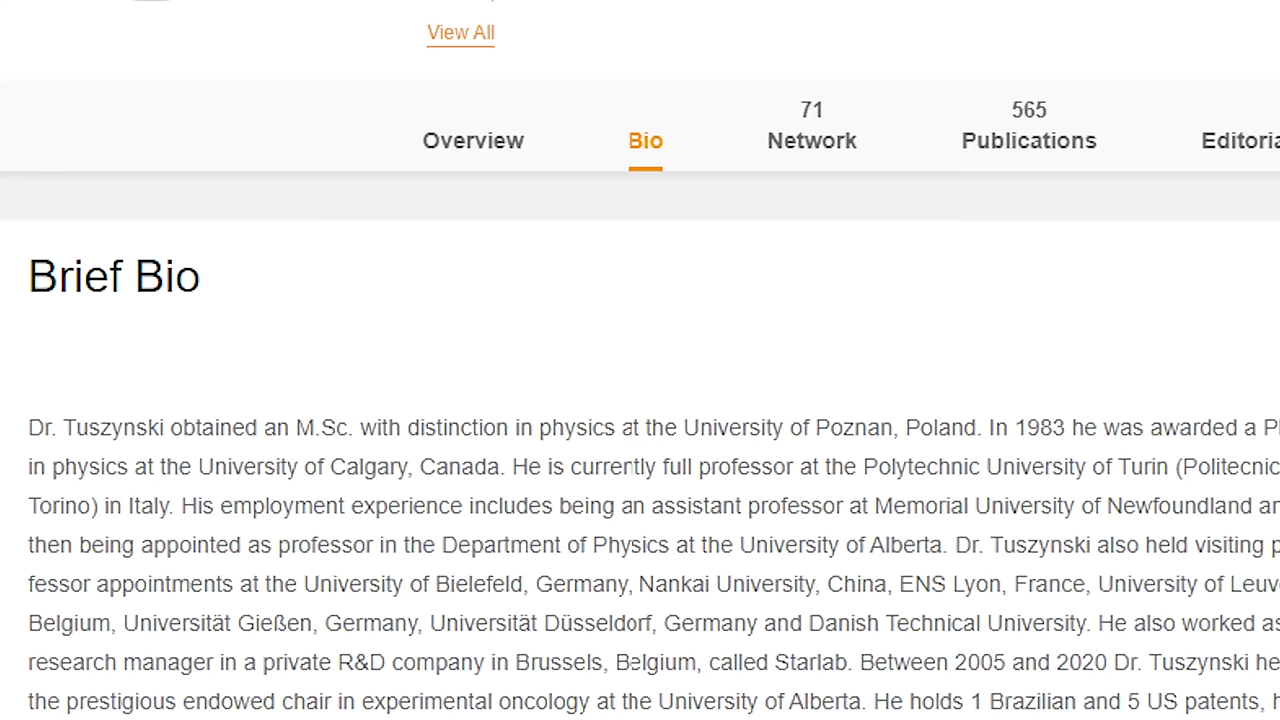 View All
71 565
Overview Bio Network Publications
Brief Bio
Dr. Tuszynski obtained an M.Sc. with distinction in physics at the University of Poznan, Poland. In 1983 he was awarded a
in physics at the University of Calgary, Canada. He is currently full professor at the Polytechnic University of Turin (Politecnic
Torino) in Italy. His employment experience includes being an assistant professor at Memorial University of Newfoundland
then being appointed as professor in the Department of Physics at the University of Alberta. Dr. Tuszynski also held visiting
fessor appointments at the University of Bielefeld, Germany, Nankai University, China, ENS Lyon, France, University of Leuv
Belgium, Universität Gießen, Germany, Universität Düsseldorf, Germany and Danish Technical University. He also worked as
research manager in a private R&D company in Brussels, Belgium, called Starlab. Between 2005 and 2020 Dr. Tuszynski he
the prestigious endowed chair in experimental oncology at the University of Alberta. He holds 1 Brazilian and 5 US patents,